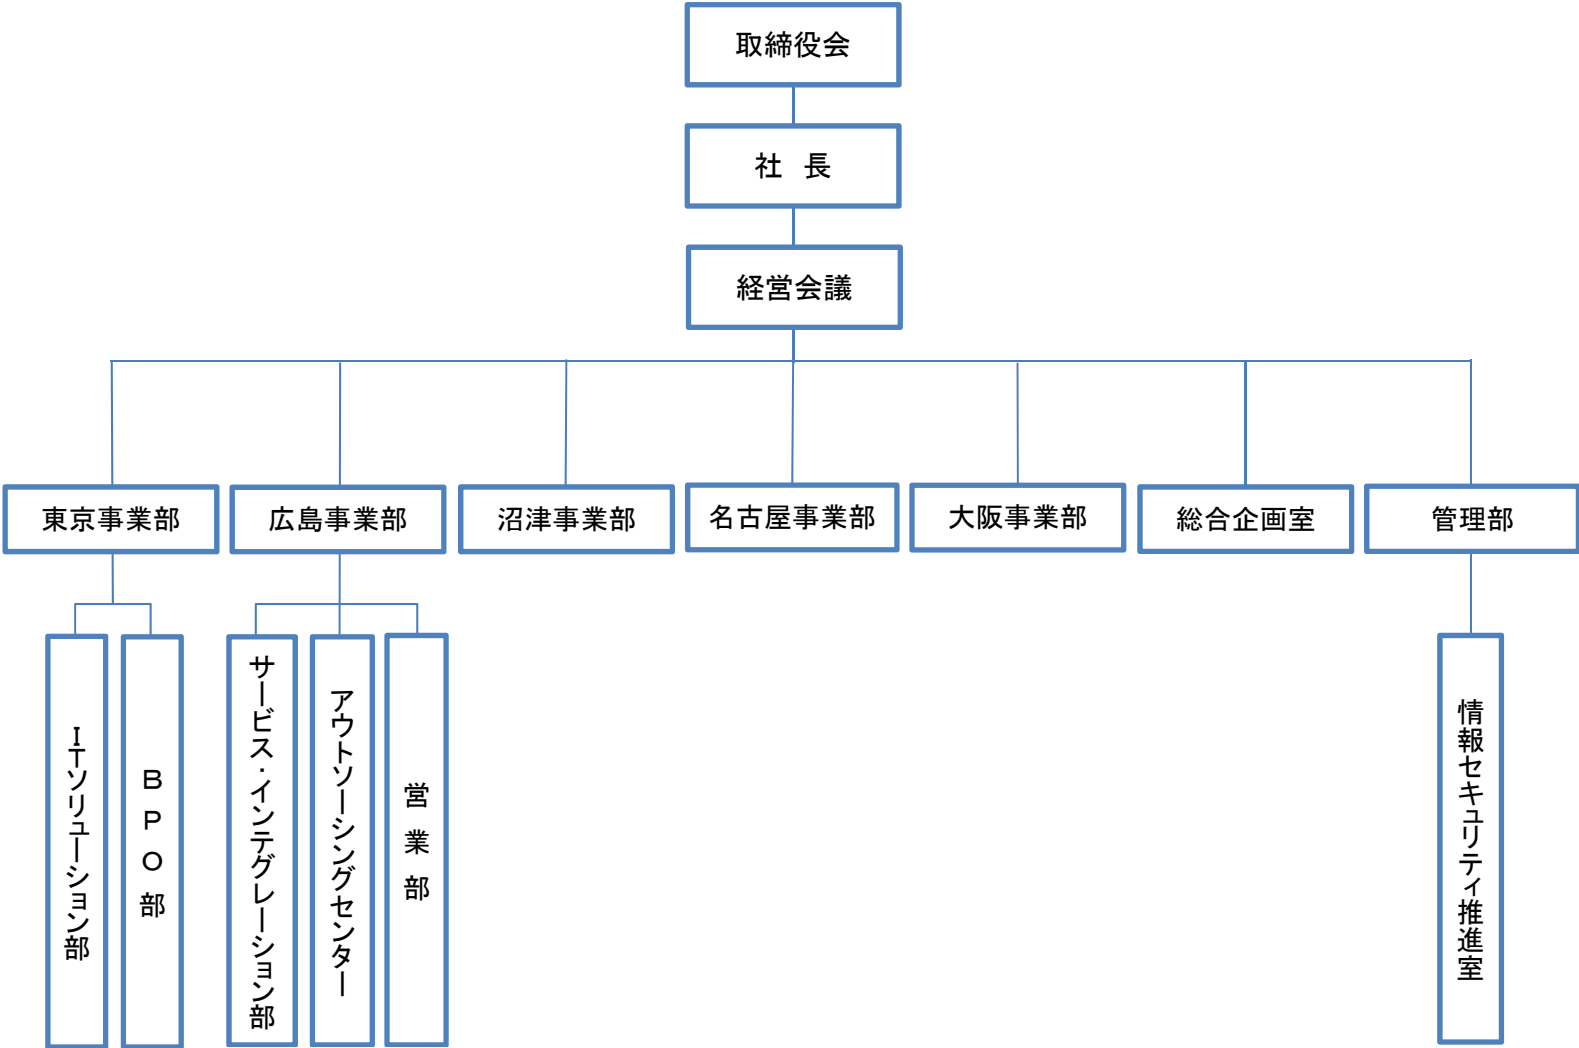 取締役会
社　長
経営会議
東京事業部
広島事業部
沼津事業部
名古屋事業部
大阪事業部
総合企画室
管理部
ITソリューション部
ＢＰＯ部
サービス・インテグレーション部
アウトソーシングセンター
営業部
情報セキュリティ推進室